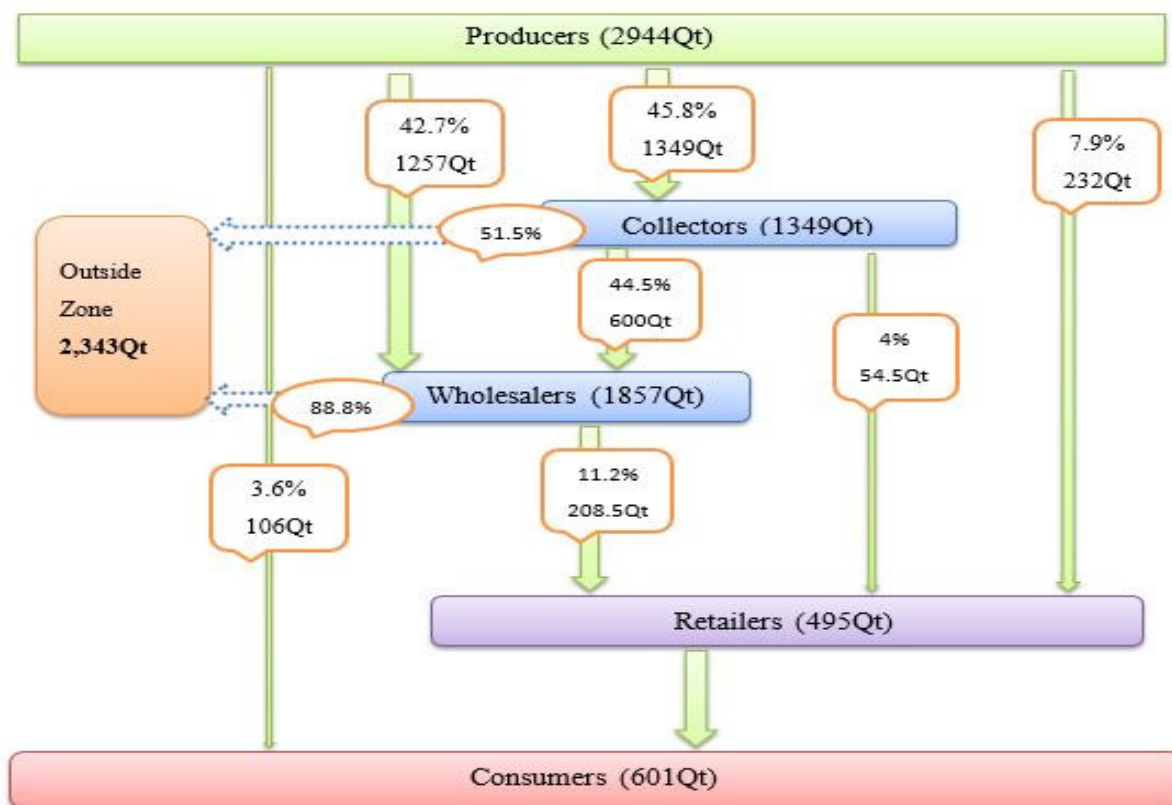 Producers (2944Qt)
42.7%
1257Qt
45.8%
1349Qt
7.9%
232Qt
Collectors (1349Qt)
51.5%
Outside
Zone
2,343Qt
44.5%
600Qt
4%
54.5Qt
Wholesalers (1857Qt)
88.8%
3.6%
106Qt
11.2%
208.5Qt
Retailers (495Qt)
Consumers (601Qt)